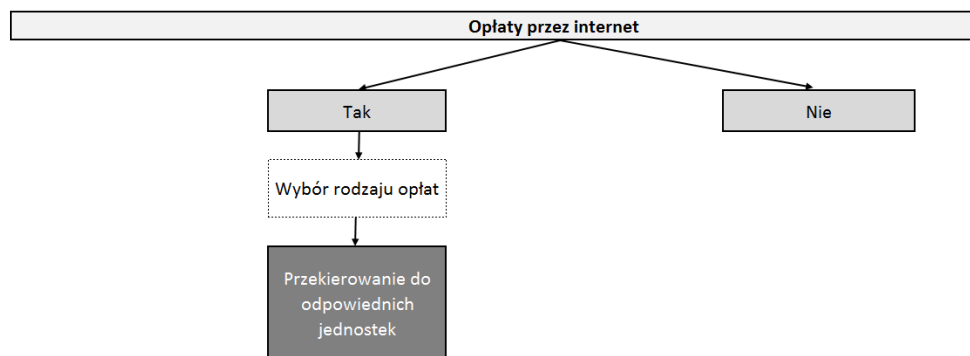 Opłaty przez internet
Tak
Nie
Wybór rodzaju opłat
Przekierowanie do
odpowiednich
jednostek